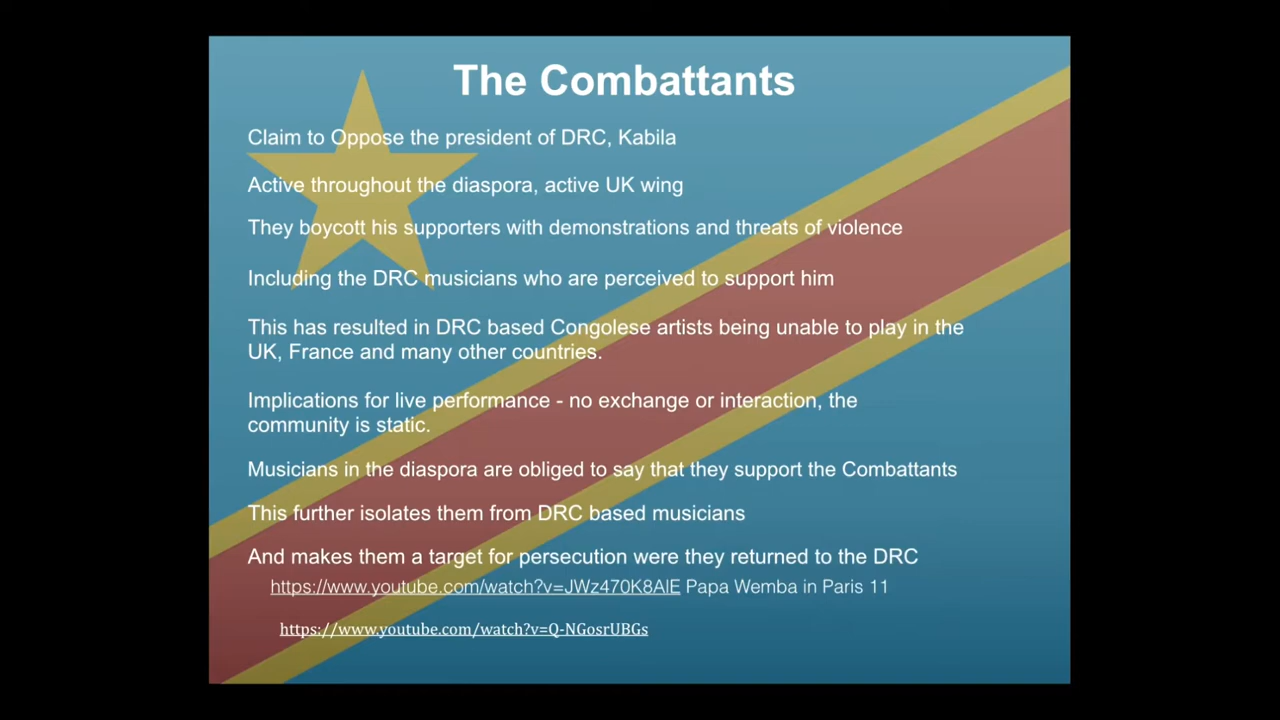 The Combattants
Claim to Oppose the president of DRC, Kabila
Active throughout the diaspora, active UK wing
They boycott his supporters with demonstrations and threats of violence
Including the DRC musicians who are perceived to support him
This has resulted in DRC based Congolese artists being unable to play in the
UK, France and many other countries.
Implications for live performance - no exchange or interaction, the
community is static.
Musicians in the diaspora are obliged to say that they support the Combattants
This further isolates them from DRC based musicians
And makes them a target for persecution were they returned to the DRC
https://www.youtube.com/watch?v=JWz470K8AlE Papa Wemba in Paris 11
https://www.youtube.com/watch?v=Q-NGosrUBGs